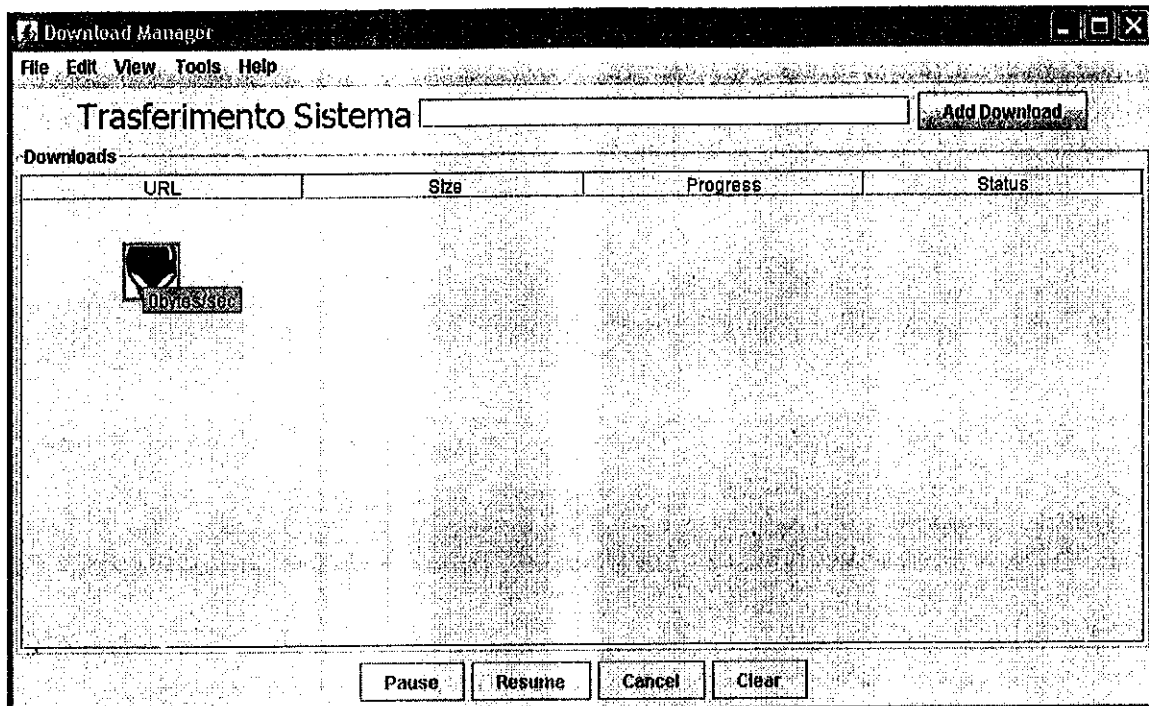 Download Manager
File Edit View Tools Help
Trasferimento Sistema
Add Download
Downloads
URL Size Progress Status
0bytes/sec
Pause Resume Cancel Clear